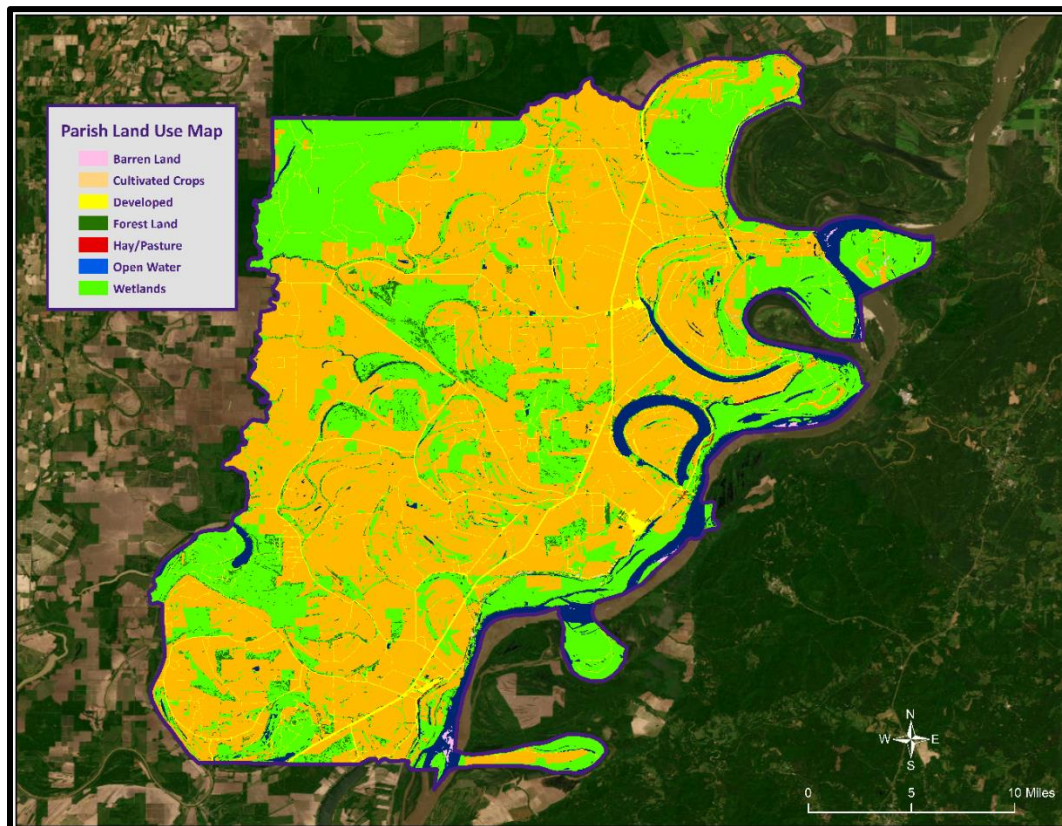 Parish Land Use Map
Barren Land
Cultivated Crops
Developed
Forest Land
Hay/Pasture
Open Water
Wetlands
N
W E
S
0 5 10 Miles